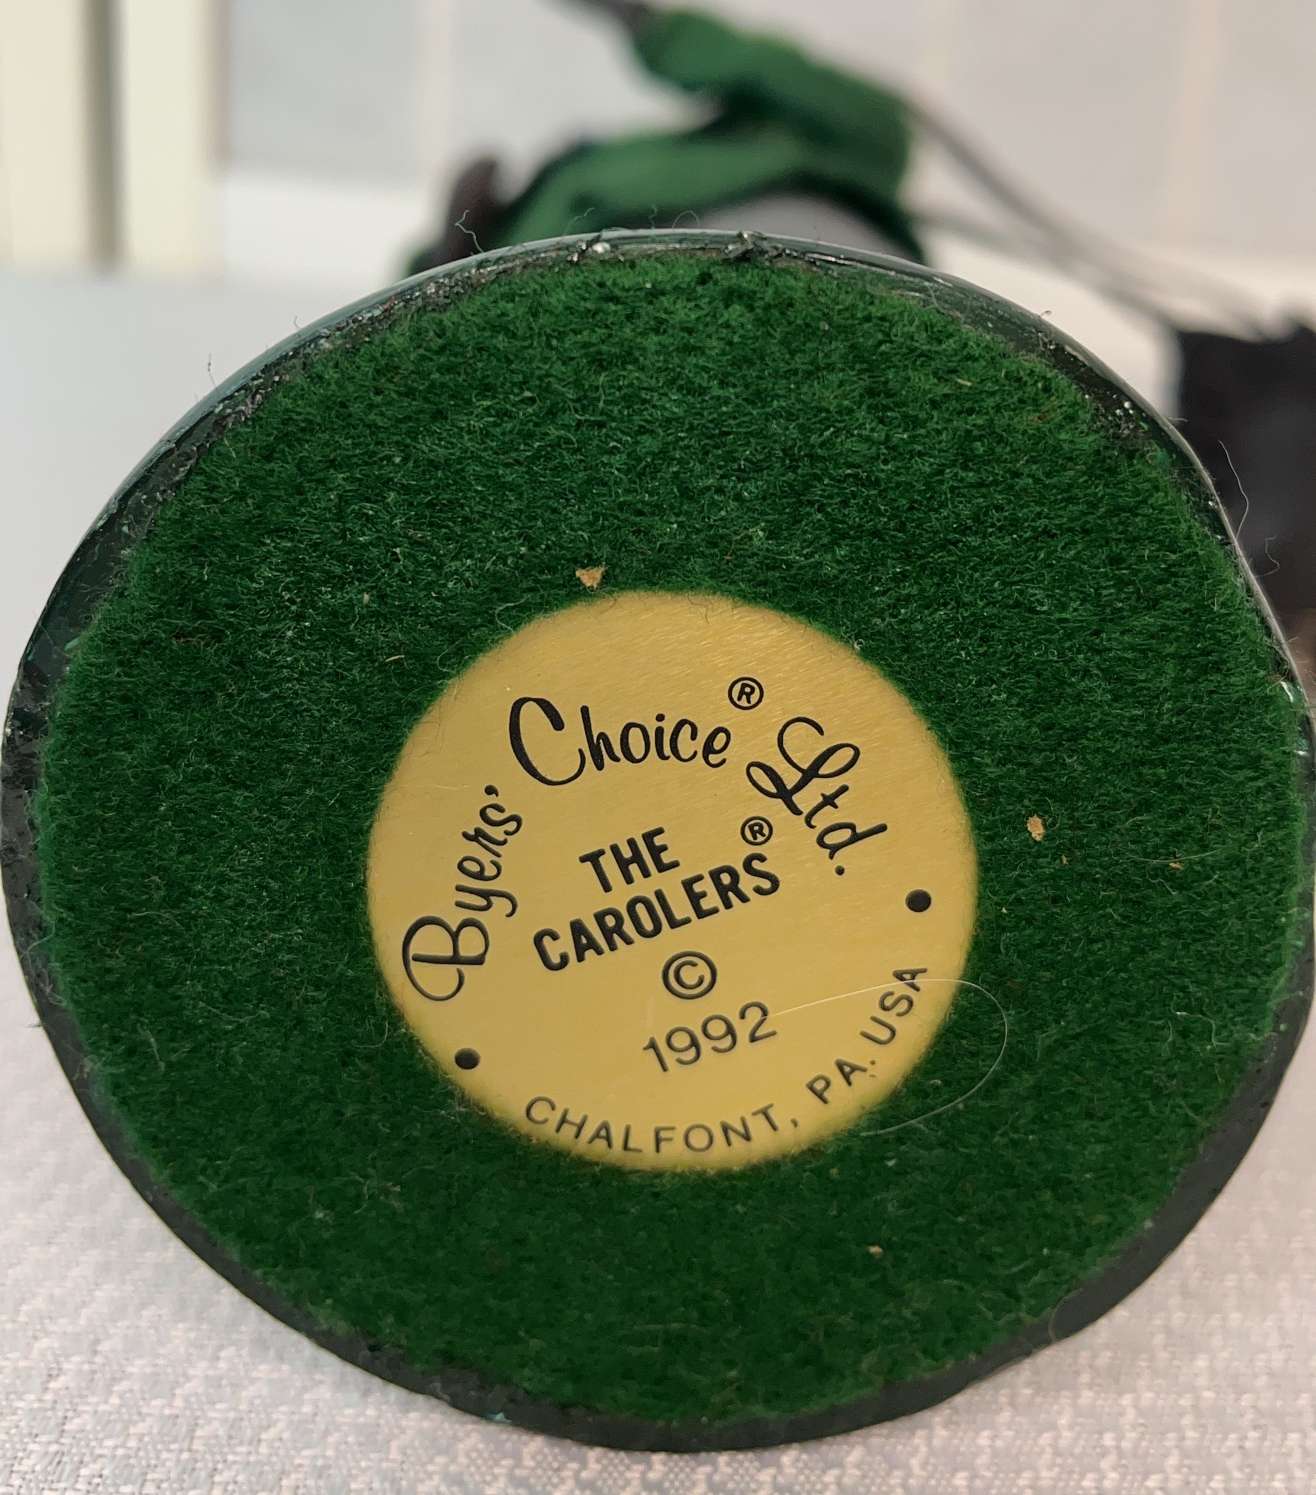 Byers' Choice® Ltd.
THE
CAROLERS®
©
1992
CHALFONT, PA. USA